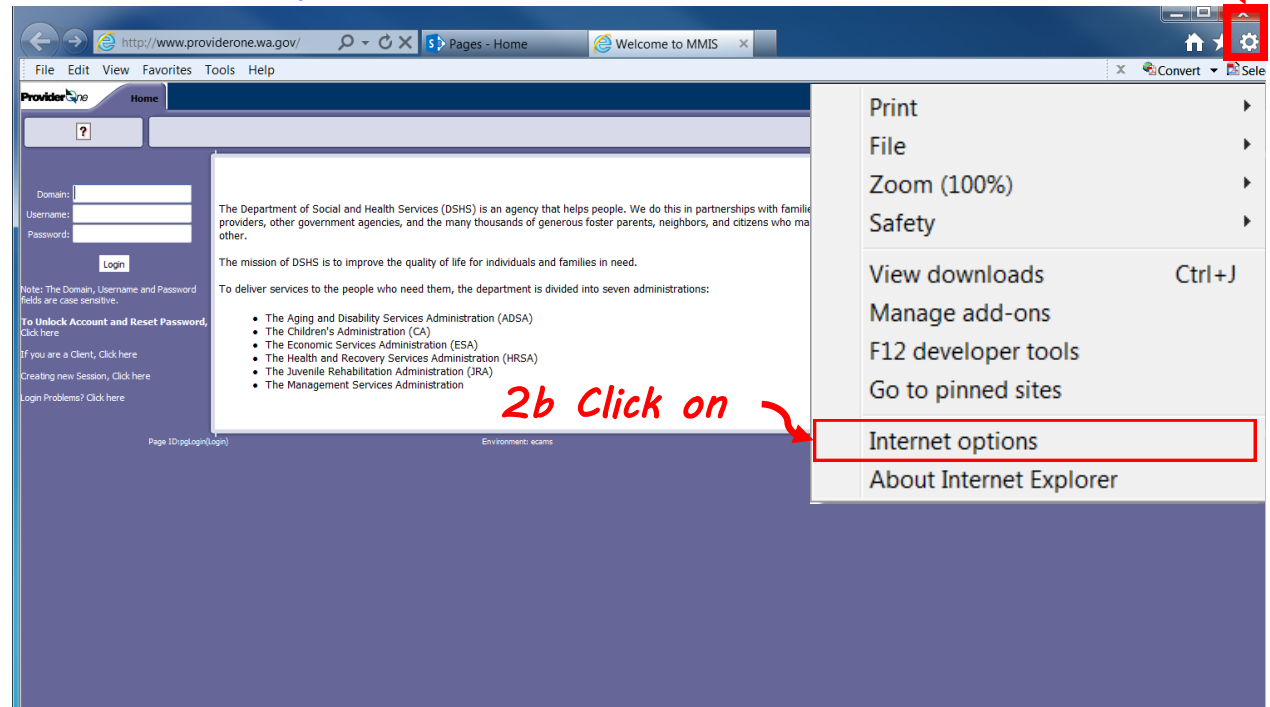 http://www.providerone.wa.gov/
Pages - Home
Welcome to MMIS
File Edit View Favorites Tools Help
Convert
ProviderOne
Home
?
Domain:
Username:
Password:
Login
Note: The Domain, Username and Password
fields are case sensitive.
To Unlock Account and Reset Password,
Click here
If you are a Client, Click here
Creating new Session, Click here
Login Problems? Click here
The Department of Social and Health Services (DSHS) is an agency that helps people. We do this in partnerships with
providers, other government agencies, and the many thousands of generous foster parents, neighbors, and citizens who
other.
The mission of DSHS is to improve the quality of life for individuals and families in need.
To deliver services to the people who need them, the department is divided into seven administrations:
• The Aging and Disability Services Administration (ADSA)
• The Children's Administration (CA)
• The Economic Services Administration (ESA)
• The Health and Recovery Services Administration (HRSA)
• The Juvenile Rehabilitation Administration (JRA)
• The Management Services Administration
Page ID:pgLogin(Login)
Environment: ecams
2b Click on
Print
File
Zoom (100%)
Safety
View downloads Ctrl+J
Manage add-ons
F12 developer tools
Go to pinned sites
Internet options
About Internet Explorer